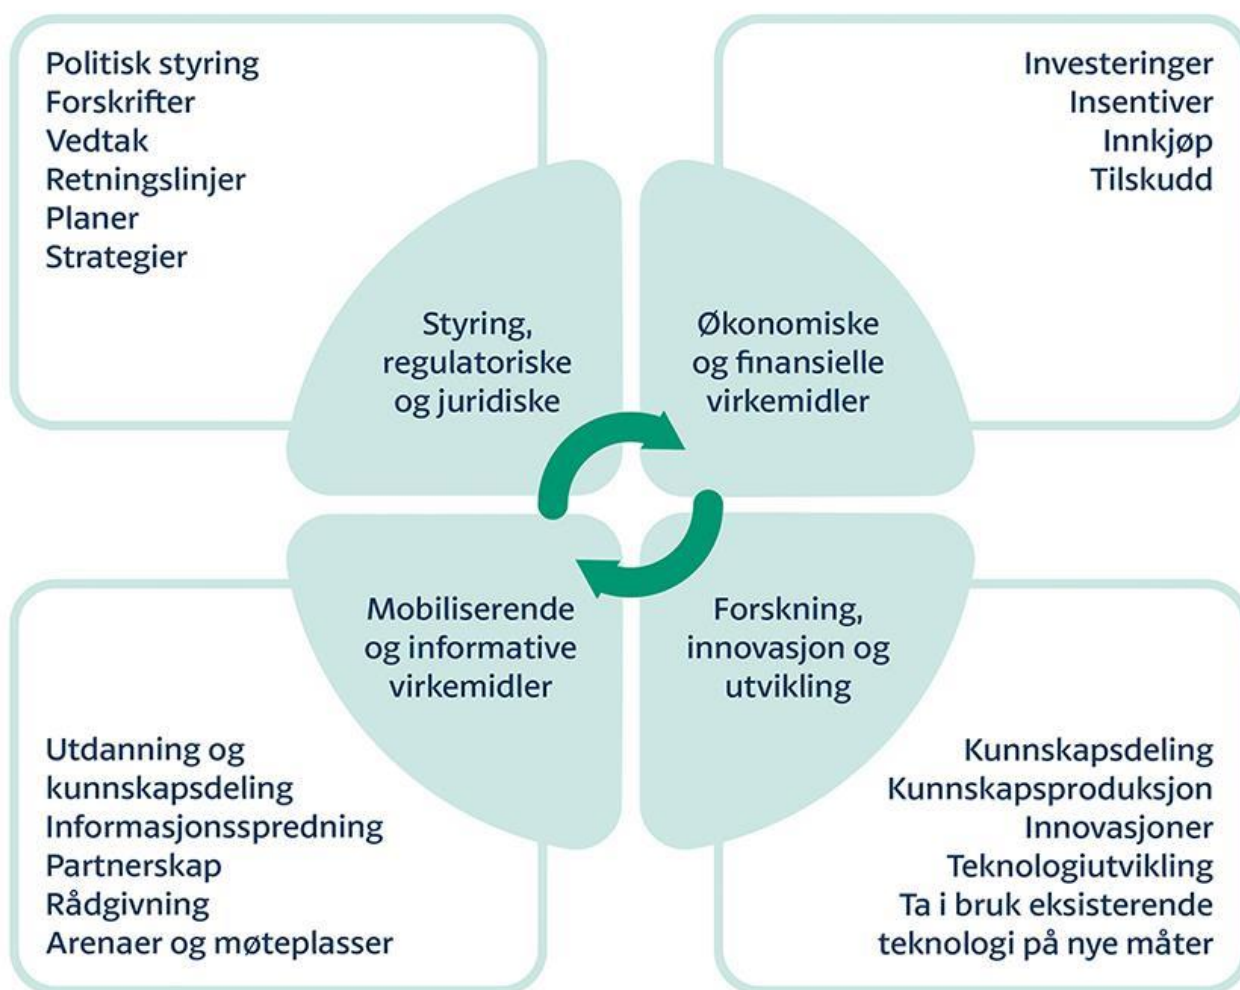 Politisk styring
Forskrifter
Vedtak
Retningslinjer
Planer
Strategier
Investeringer
Insentiver
Innkjøp
Tilskudd
Styring,
regulatoriske
og juridiske
Økonomiske
og finansielle
virkemidler
Mobiliserende
og informative
virkemidler
Forskning,
innovasjon og
utvikling
Utdanning og
kunnskapsdeling
Informasjonsspredning
Partnerskap
Rådgivning
Arenaer og møteplasser
Kunnskapsdeling
Kunnskapsproduksjon
Innovasjoner
Teknologiutvikling
Ta i bruk eksisterende
teknologi på nye måter